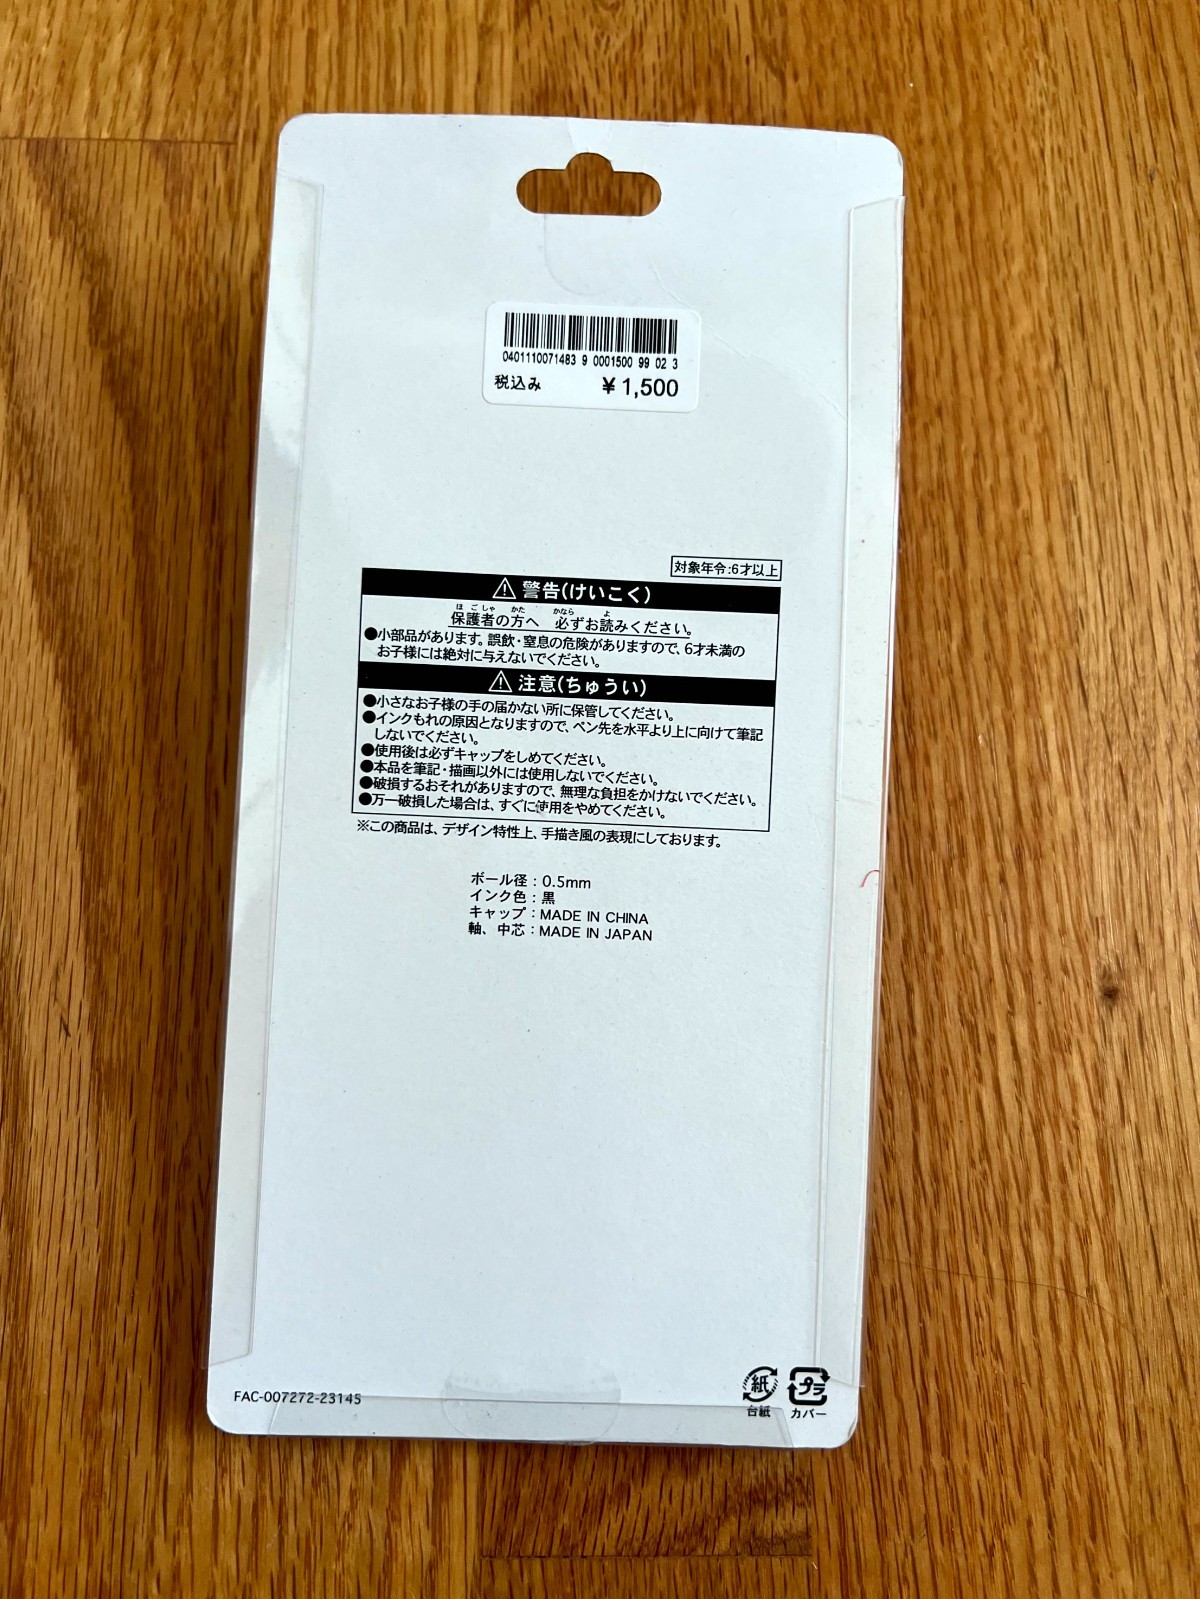 0401110071483 9 0001500 99 02 3
税込み ¥1,500
対象年令:6才以上
⚠警告(けいこく)
ほごしゃ かた かなら よ
保護者の方へ 必ずお読みください。
●小部品があります。誤飲・窒息の危険がありますので、6才未満の
お子様には絶対に与えないでください。
⚠注意(ちゅうい)
●小さなお子様の手の届かない所に保管してください。
●インクもれの原因となりますので、ペン先を水平より上に向けて筆記
しないでください。
●使用後は必ずキャップをしめてください。
●本品を筆記・描画以外には使用しないでください。
●破損するおそれがありますので、無理な負担をかけないでください。
●万一破損した場合は、すぐに使用をやめてください。
※この商品は、デザイン特性上、手描き風の表現にしております。
ボール径:0.5mm
インク色:黒
キャップ:MADE IN CHINA
軸、中芯:MADE IN JAPAN
FAC-007272-23145
紙 プラ
台紙 カバー